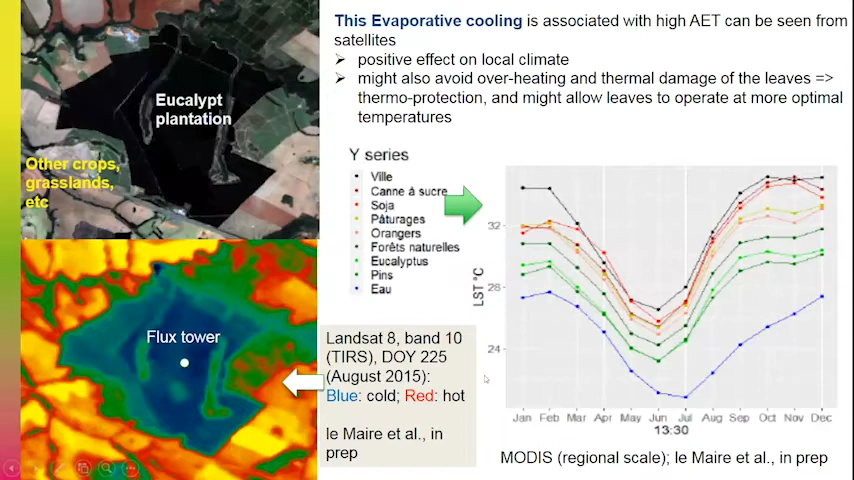 This Evaporative cooling is associated with high AET can be seen from
satellites
➢ positive effect on local climate
➢ might also avoid over-heating and thermal damage of the leaves =>
thermo-protection, and might allow leaves to operate at more optimal
temperatures
Eucalypt
plantation
Other crops,
grasslands,
etc
Flux tower
Landsat 8, band 10
(TIRS), DOY 225
(August 2015):
Blue: cold; Red: hot
le Maire et al., in
prep
Y series
Ville
Canne à sucre
Soja
Pâturages
Orangers
Forêts naturelles
Eucalyptus
Pins
Eau
LST °C
32
28
24
Jan Feb Mar Apr May Jun Jul Aug Sep Oct Nov Dec
13:30
MODIS (regional scale); le Maire et al., in prep